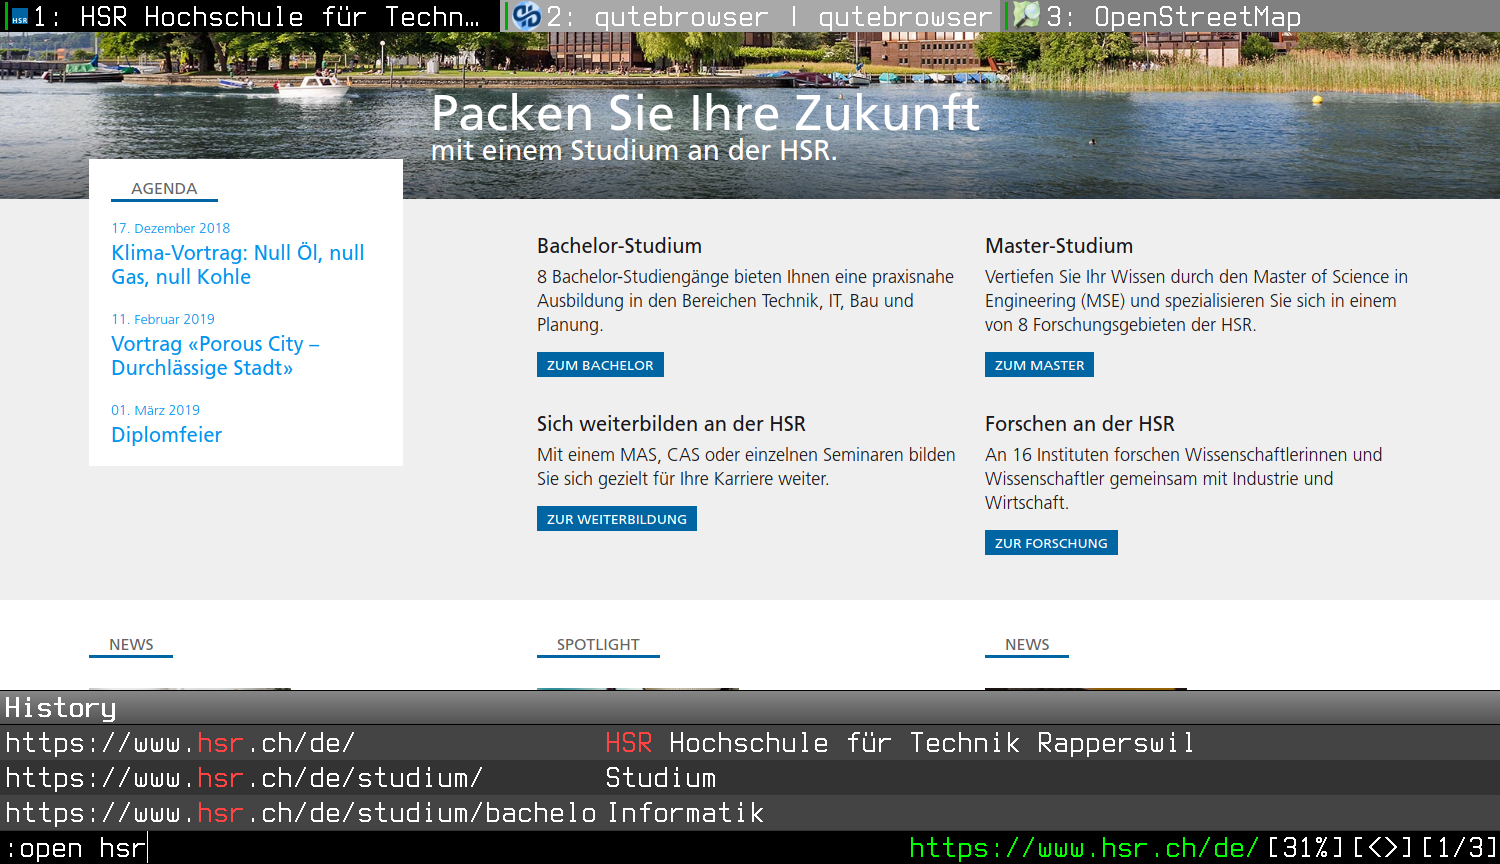 HSR
1: HSR Hochschule für Techn…
2: qutebrowser | qutebrowser
3: OpenStreetMap
Packen Sie Ihre Zukunft
mit einem Studium an der HSR.
AGENDA
17. Dezember 2018
Klima-Vortrag: Null Öl, null
Gas, null Kohle
11. Februar 2019
Vortrag «Porous City –
Durchlässige Stadt»
01. März 2019
Diplomfeier
Bachelor-Studium
8 Bachelor-Studiengänge bieten Ihnen eine praxisnahe
Ausbildung in den Bereichen Technik, IT, Bau und
Planung.
ZUM BACHELOR
Master-Studium
Vertiefen Sie Ihr Wissen durch den Master of Science in
Engineering (MSE) und spezialisieren Sie sich in einem
von 8 Forschungsgebieten der HSR.
ZUM MASTER
Sich weiterbilden an der HSR
Mit einem MAS, CAS oder einzelnen Seminaren bilden
Sie sich gezielt für Ihre Karriere weiter.
ZUR WEITERBILDUNG
Forschen an der HSR
An 16 Instituten forschen Wissenschaftlerinnen und
Wissenschaftler gemeinsam mit Industrie und
Wirtschaft.
ZUR FORSCHUNG
NEWS
SPOTLIGHT
NEWS
History
https://www.hsr.ch/de/ HSR Hochschule für Technik Rapperswil
https://www.hsr.ch/de/studium/ Studium
https://www.hsr.ch/de/studium/bachelo Informatik
:open hsr
https://www.hsr.ch/de/ [31%][<>][1/3]